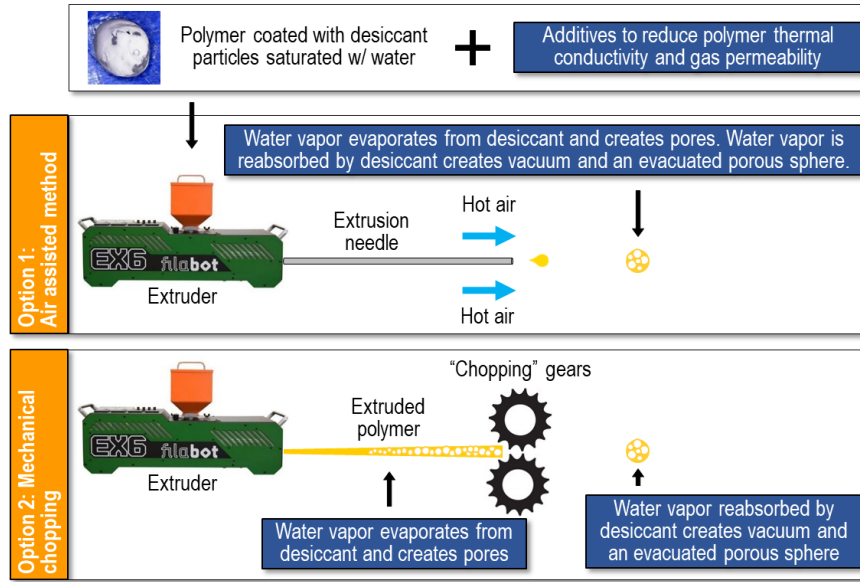 Polymer coated with desiccant
particles saturated w/ water
+
Additives to reduce polymer thermal
conductivity and gas permeability
Option 1:
Air assisted method
Water vapor evaporates from desiccant and creates pores. Water vapor is
reabsorbed by desiccant creates vacuum and an evacuated porous sphere.
Extrusion
needle
Hot air
EX6 filabot
Extruder
Hot air
Option 2: Mechanical
chopping
"Chopping" gears
Extruded
polymer
EX6 filabot
Extruder
Water vapor evaporates from
desiccant and creates pores
Water vapor reabsorbed by
desiccant creates vacuum and
an evacuated porous sphere